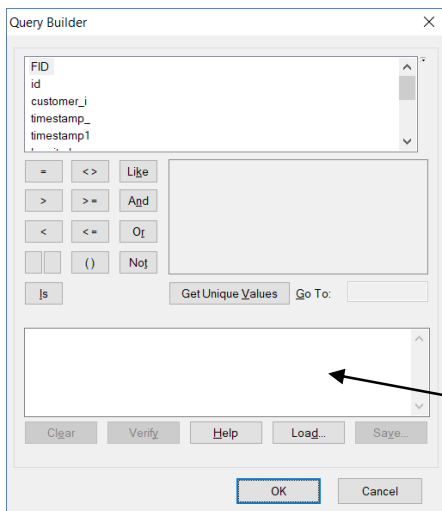 Query Builder
FID
id
customer_i
timestamp_
timestamp1
= <> Like
> >= And
< <= Or
() Not
Is Get Unique Values Go To:
Clear Verify Help Load... Save...
OK Cancel